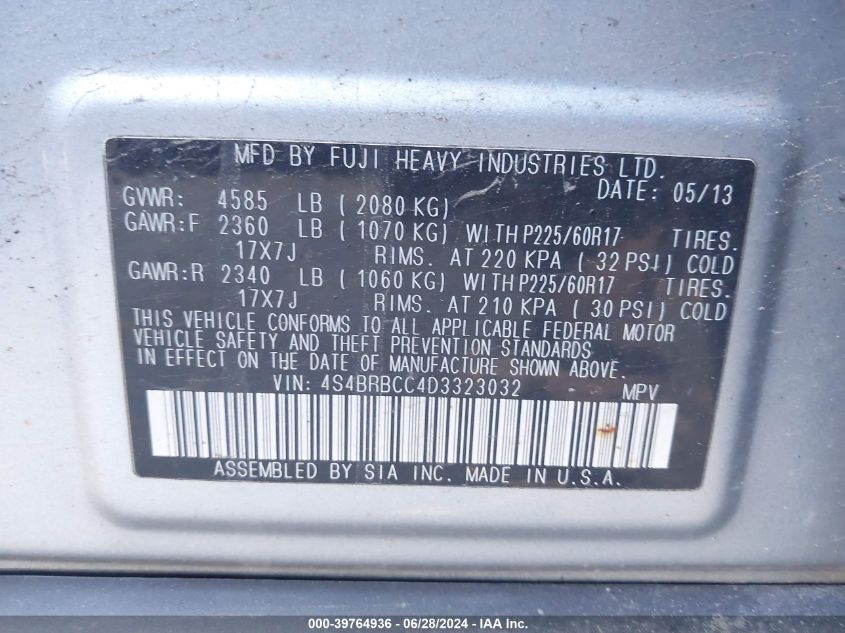 MFD BY FUJI HEAVY INDUSTRIES LTD.
DATE: 05/13
GVWR: 4585 LB ( 2080 KG)
GAWR:F 2360 LB ( 1070 KG) WITH P225/60R17 TIRES.
17X7J RIMS. AT 220 KPA ( 32 PSI) COLD
GAWR:R 2340 LB ( 1060 KG) WITH P225/60R17 TIRES.
17X7J RIMS. AT 210 KPA ( 30 PSI) COLD
THIS VEHICLE CONFORMS TO ALL APPLICABLE FEDERAL MOTOR
VEHICLE SAFETY AND THEFT PREVENTION STANDARDS
IN EFFECT ON THE DATE OF MANUFACTURE SHOWN ABOVE.
VIN: 4S4BRBCC4D3323032 MPV
ASSEMBLED BY SIA INC. MADE IN U.S.A.
000-39764936 - 06/28/2024 - IAA Inc.